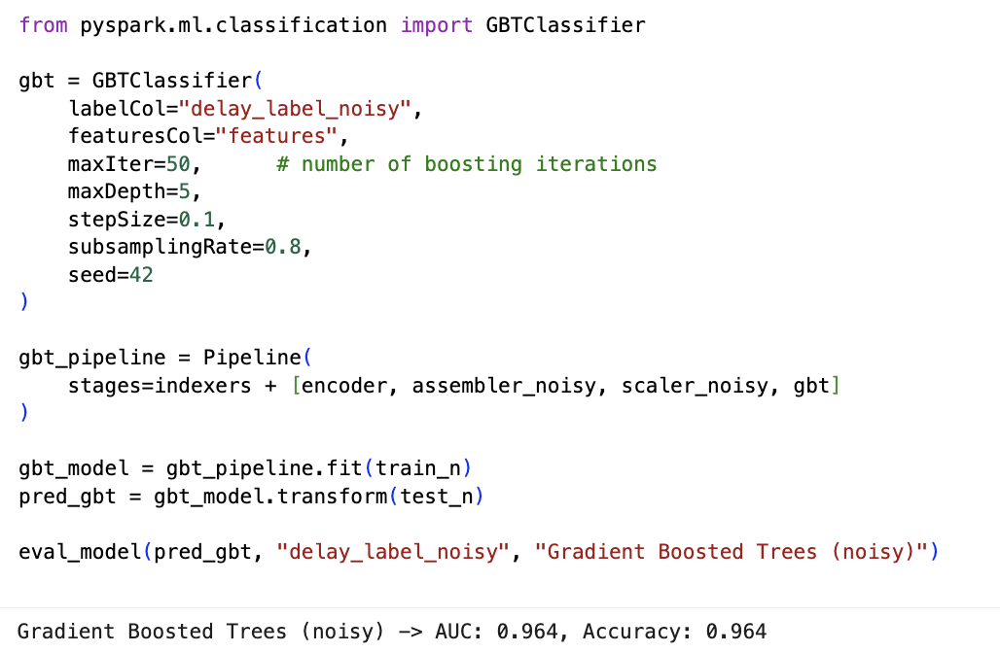 from pyspark.ml.classification import GBTClassifier
gbt = GBTClassifier(
    labelCol="delay_label_noisy",
    featuresCol="features",
    maxIter=50,      # number of boosting iterations
    maxDepth=5,
    stepSize=0.1,
    subsamplingRate=0.8,
    seed=42
)
gbt_pipeline = Pipeline(
    stages=indexers + [encoder, assembler_noisy, scaler_noisy, gbt]
)
gbt_model = gbt_pipeline.fit(train_n)
pred_gbt = gbt_model.transform(test_n)
eval_model(pred_gbt, "delay_label_noisy", "Gradient Boosted Trees (noisy)")
Gradient Boosted Trees (noisy) -> AUC: 0.964, Accuracy: 0.964